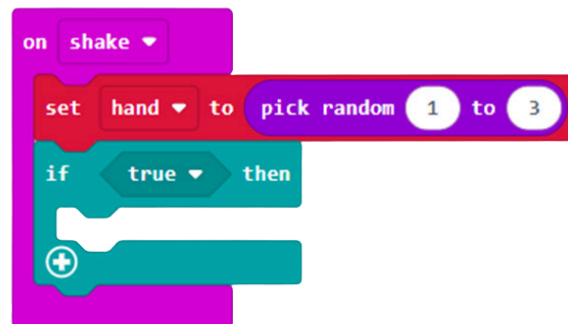 on shake
set hand to pick random 1 to 3
if true then